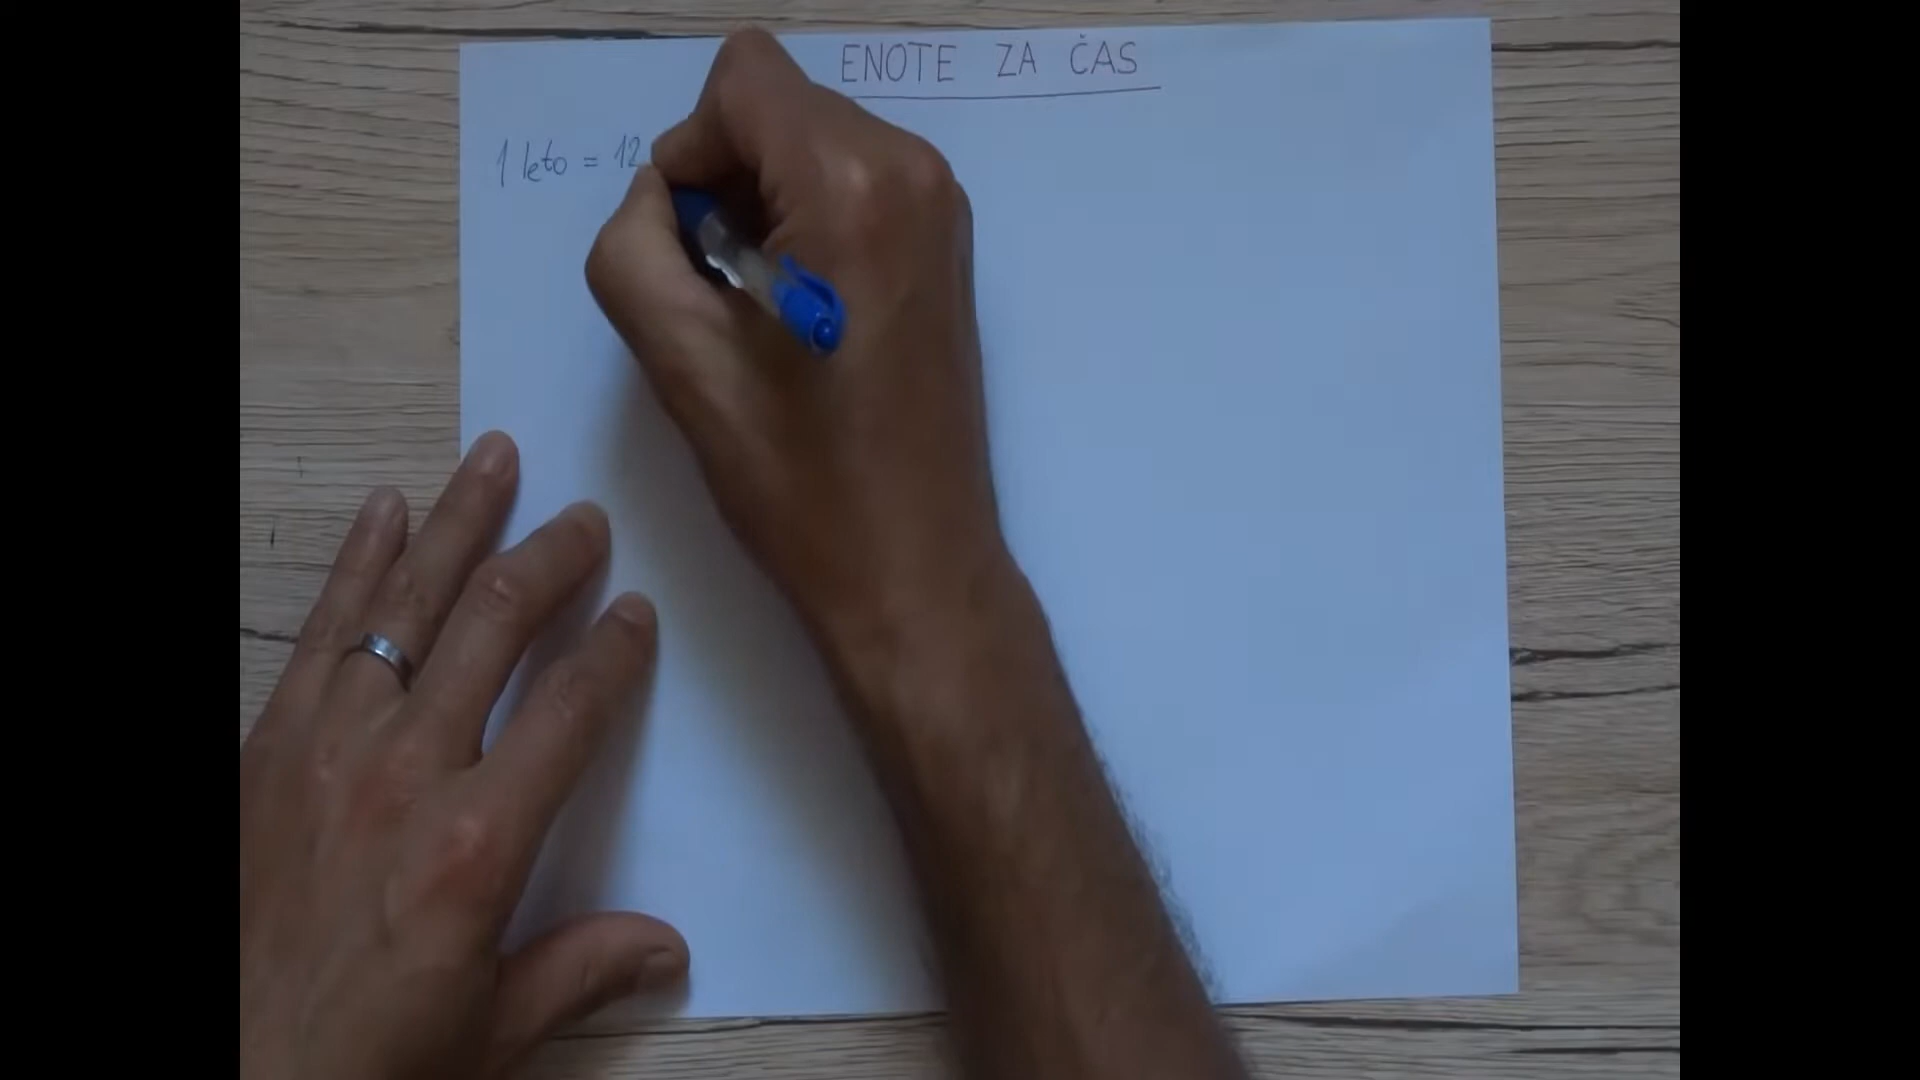 ENOTE ZA ČAS
1 leto = 12